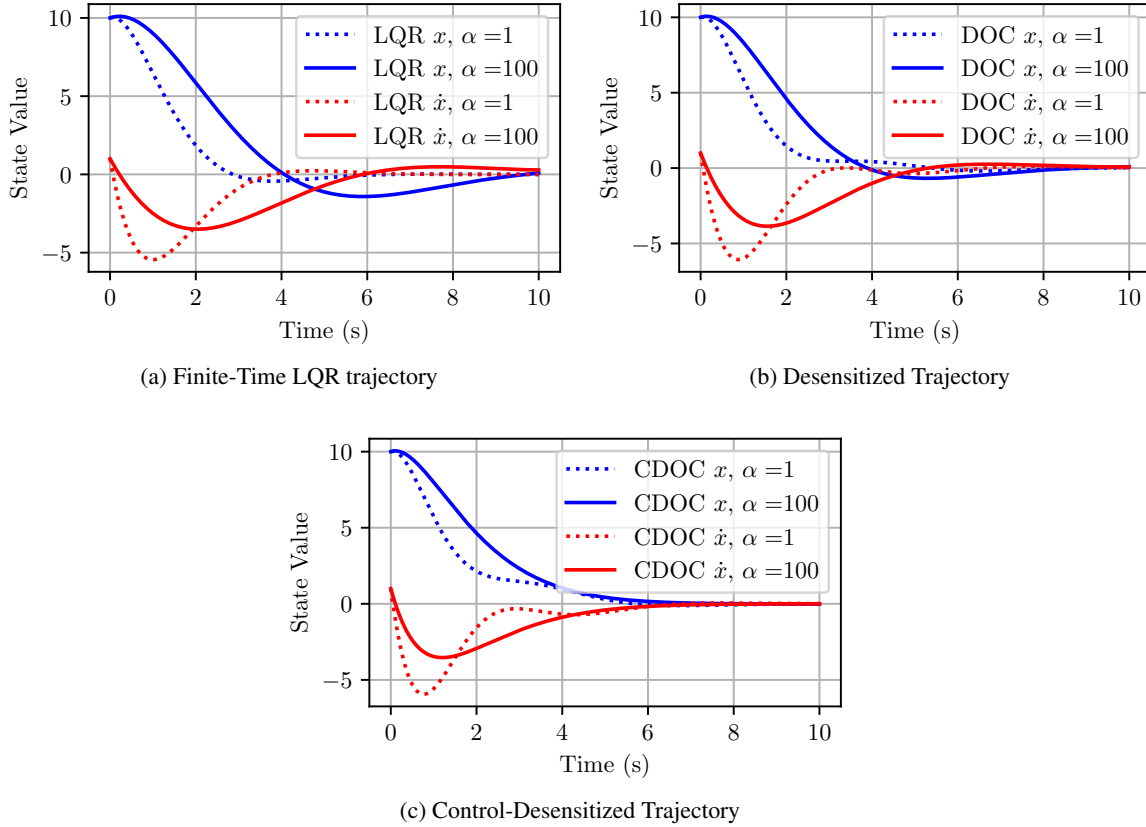 10
5
0
−5
State Value
LQR x, α =1
LQR x, α =100
LQR ẋ, α =1
LQR ẋ, α =100
0 2 4 6 8 10
Time (s)
(a) Finite-Time LQR trajectory
10
5
0
−5
State Value
DOC x, α =1
DOC x, α =100
DOC ẋ, α =1
DOC ẋ, α =100
0 2 4 6 8 10
Time (s)
(b) Desensitized Trajectory
10
5
0
−5
State Value
CDOC x, α =1
CDOC x, α =100
CDOC ẋ, α =1
CDOC ẋ, α =100
0 2 4 6 8 10
Time (s)
(c) Control-Desensitized Trajectory